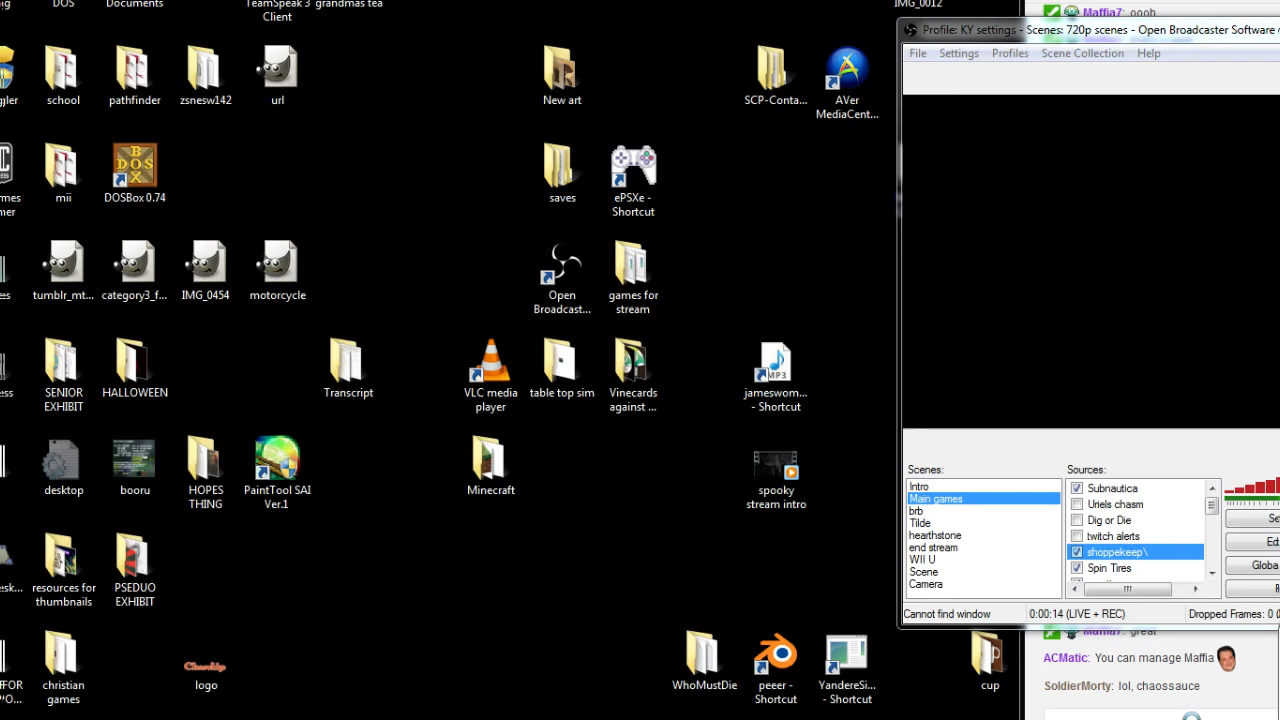 DOS
Documents
TeamSpeak 3
Client
grandmas tea
IMG_0012
Maffia7: oooh
Profile: KY settings - Scenes: 720p scenes - Open Broadcaster Software
File Settings Profiles Scene Collection Help
school
pathfinder
zsnesw142
url
New art
SCP-Conta...
AVer
MediaCent...
mii
DOSBox 0.74
saves
ePSXe -
Shortcut
tumblr_mt...
category3_f...
IMG_0454
motorcycle
Open
Broadcast...
games for
stream
SENIOR
EXHIBIT
HALLOWEEN
Transcript
VLC media
player
table top sim
Vinecards
against ...
MP3
jameswom...
- Shortcut
desktop
booru
HOPES
THING
PaintTool SAI
Ver.1
Minecraft
spooky
stream intro
resources for
thumbnails
PSEDUO
EXHIBIT
christian
games
Claarkip
logo
WhoMustDie
peeer -
Shortcut
YandereSi...
- Shortcut
cup
Scenes:
Intro
Main games
brb
Tilde
hearthstone
end stream
WII U
Scene
Camera
Sources:
Subnautica
Uriels chasm
Dig or Die
twitch alerts
shoppekeep\
Spin Tires
Se
Ed
Globa
Cannot find window
0:00:14 (LIVE + REC)
Dropped Frames: 0 (
Maffia7: great
ACMatic: You can manage Maffia
SoldierMorty: lol, chaossauce